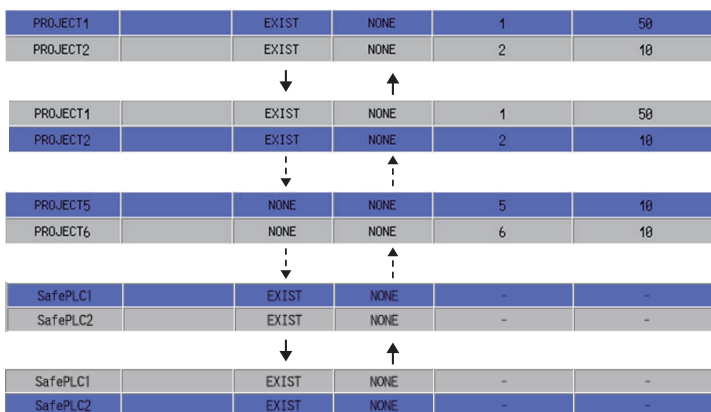 PROJECT1 EXIST NONE 1 50
PROJECT2 EXIST NONE 2 10
PROJECT1 EXIST NONE 1 50
PROJECT2 EXIST NONE 2 10
PROJECT5 NONE NONE 5 10
PROJECT6 NONE NONE 6 10
SafePLC1 EXIST NONE - -
SafePLC2 EXIST NONE - -
SafePLC1 EXIST NONE - -
SafePLC2 EXIST NONE - -